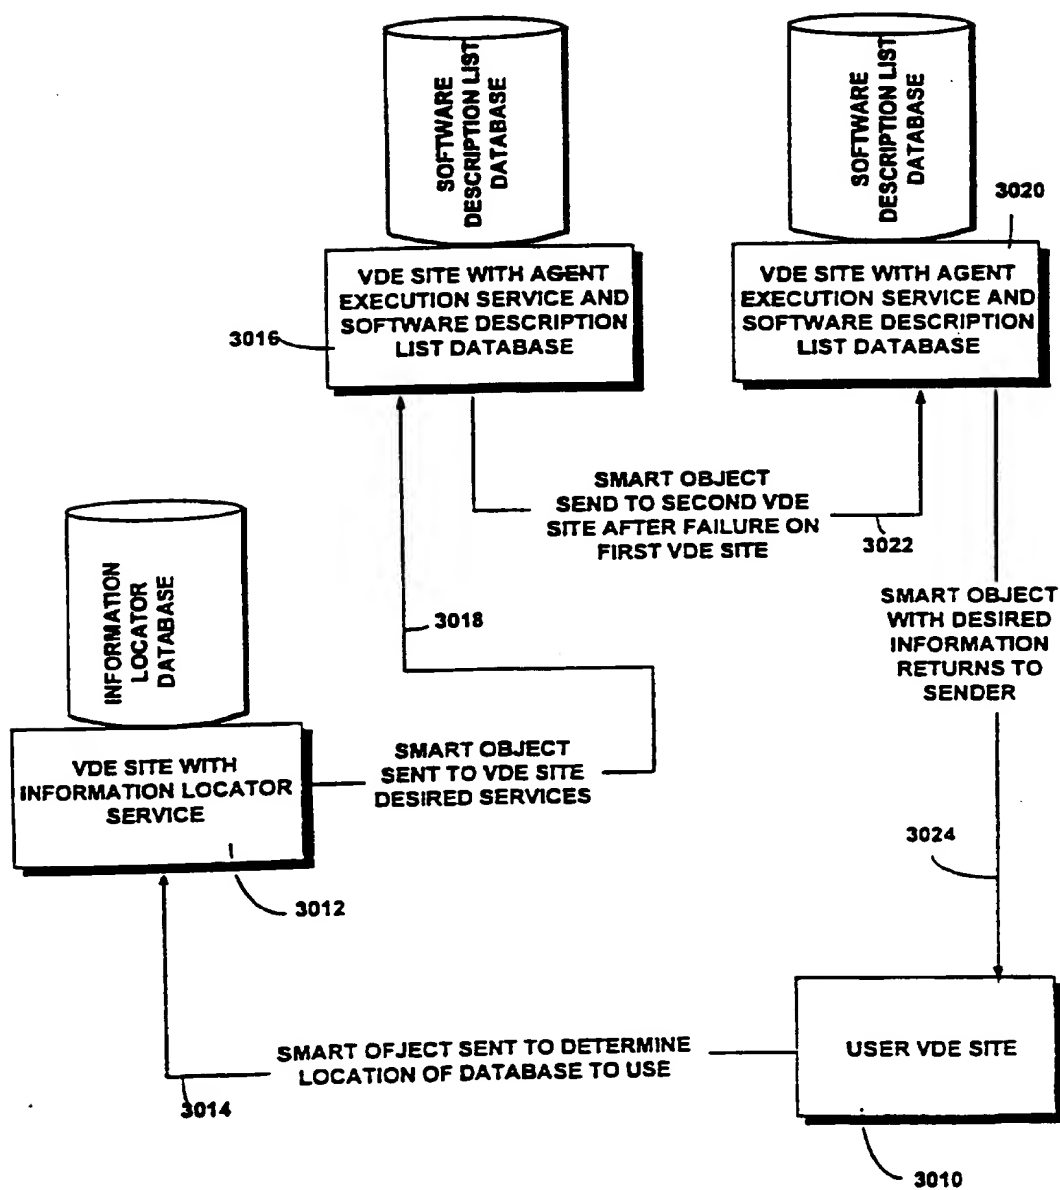 SOFTWARE
DESCRIPTION LIST
DATABASE
SOFTWARE
DESCRIPTION LIST
DATABASE
3020
VDE SITE WITH AGENT
EXECUTION SERVICE AND
SOFTWARE DESCRIPTION
LIST DATABASE
3016
VDE SITE WITH AGENT
EXECUTION SERVICE AND
SOFTWARE DESCRIPTION
LIST DATABASE
SMART OBJECT
SEND TO SECOND VDE
SITE AFTER FAILURE ON
FIRST VDE SITE
3022
INFORMATION
LOCATOR
DATABASE
3018
SMART OBJECT
WITH DESIRED
INFORMATION
RETURNS TO
SENDER
VDE SITE WITH
INFORMATION LOCATOR
SERVICE
SMART OBJECT
SENT TO VDE SITE
DESIRED SERVICES
3024
3012
USER VDE SITE
SMART OFJECT SENT TO DETERMINE
LOCATION OF DATABASE TO USE
3014
3010